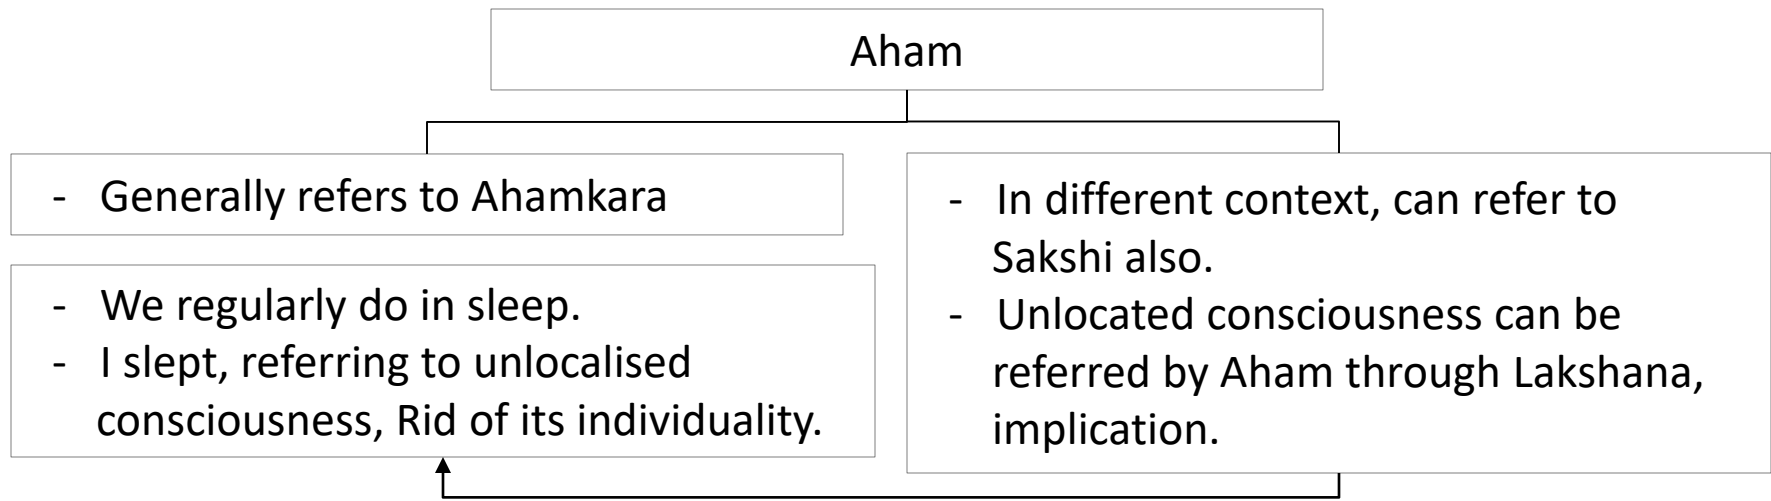 Aham
- Generally refers to Ahamkara
- We regularly do in sleep.
- I slept, referring to unlocalised
consciousness, Rid of its individuality.
- In different context, can refer to
Sakshi also.
- Unlocated consciousness can be
referred by Aham through Lakshana,
implication.